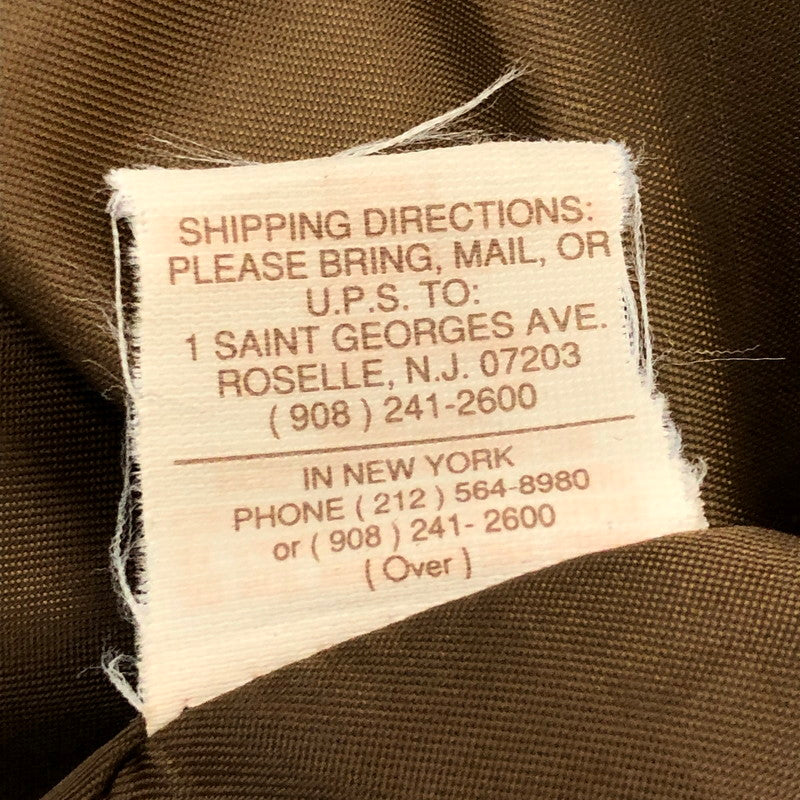 SHIPPING DIRECTIONS:
PLEASE BRING, MAIL, OR
U.P.S. TO:
1 SAINT GEORGES AVE.
ROSELLE, N.J. 07203
( 908 ) 241-2600
IN NEW YORK
PHONE ( 212 ) 564-8980
or ( 908 ) 241- 2600
( Over )